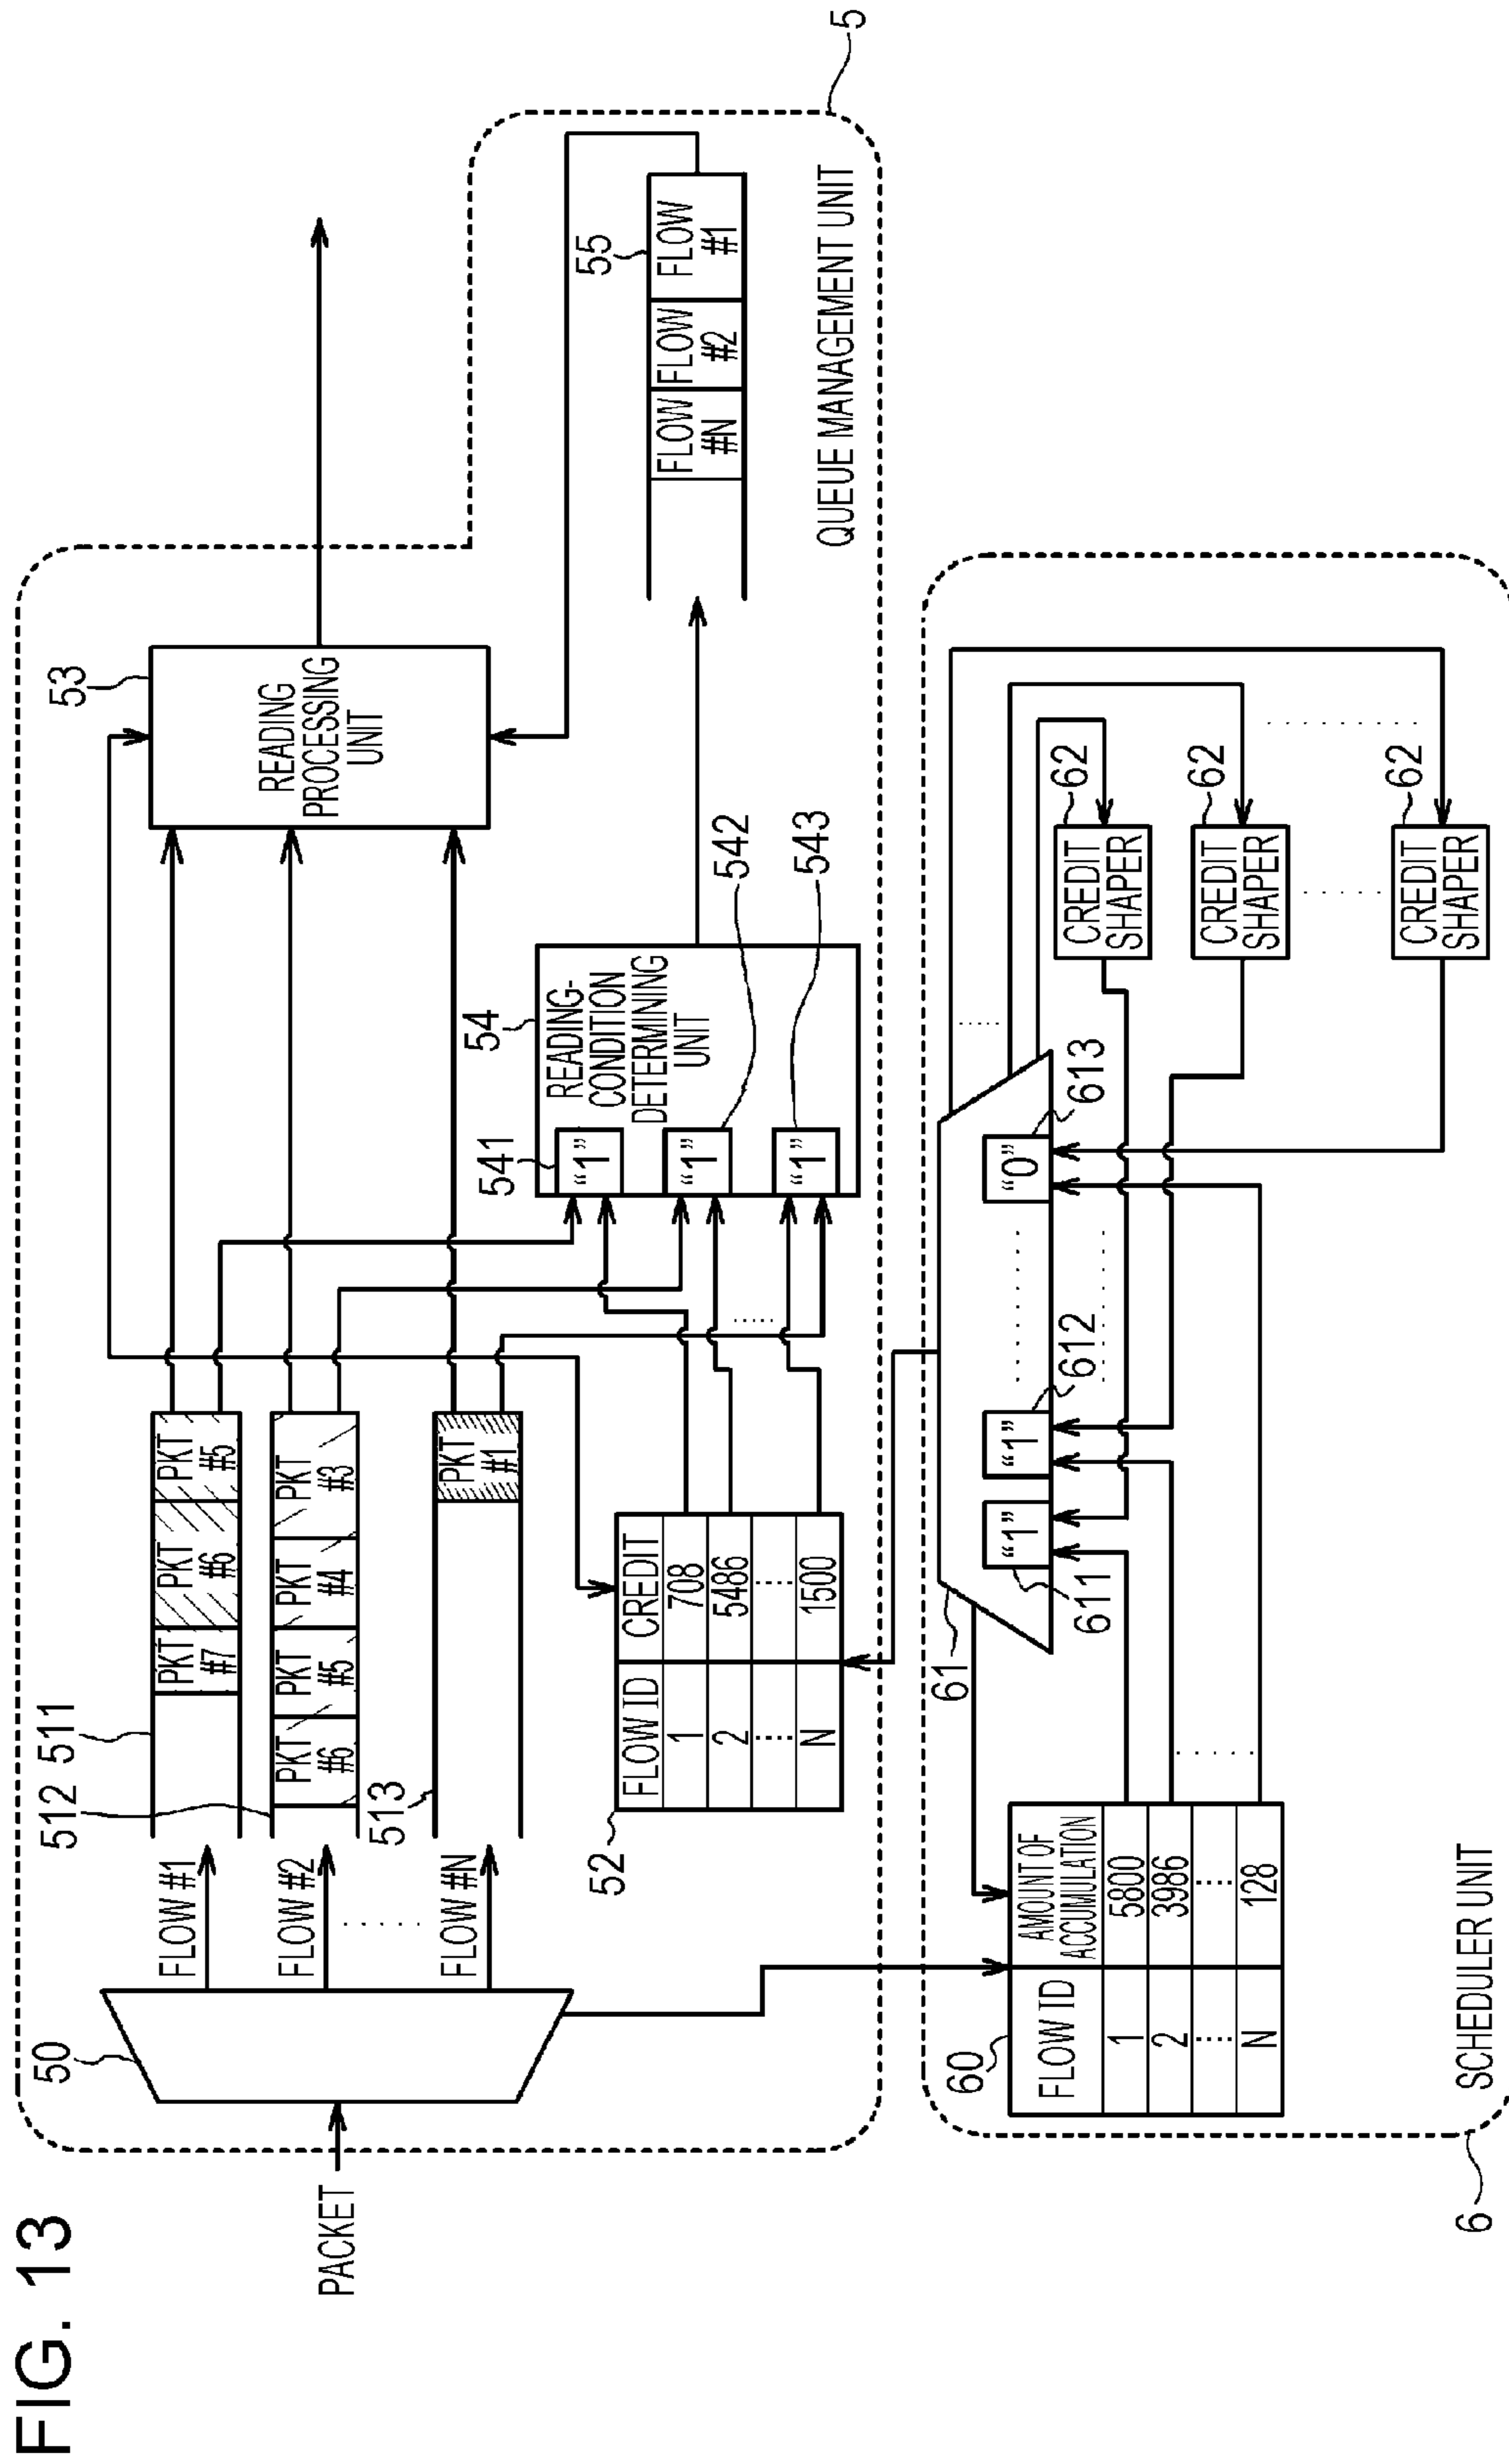 FIG. 13
PACKET
50
FLOW #1
FLOW #2
FLOW #N
511
512
513
PKT
#7
PKT
#6
PKT
#5
PKT
#6
PKT
#5
PKT
#4
PKT
#3
PKT
#1
53
READING
PROCESSING
UNIT
52
FLOW ID
CREDIT
1
708
2
5486
N
1500
54
READING-
CONDITION
DETERMINING
UNIT
541
"1"
542
"1"
543
"1"
55
FLOW
#N
FLOW
#2
FLOW
#1
QUEUE MANAGEMENT UNIT
5
60
FLOW ID
AMOUNT OF
ACCUMULATION
1
5800
2
3986
N
128
61
611
"1"
612
"1"
613
"0"
62
CREDIT
SHAPER
62
CREDIT
SHAPER
62
CREDIT
SHAPER
SCHEDULER UNIT
6